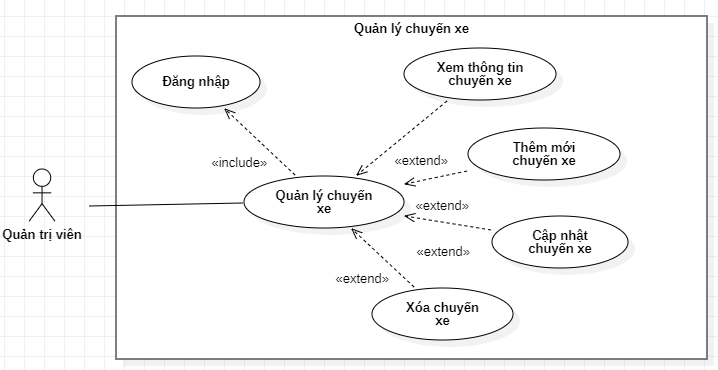 Quản lý chuyến xe
Đăng nhập
Xem thông tin
chuyến xe
«include»
«extend»
Thêm mới
chuyến xe
Quản lý chuyến
xe
Quản trị viên
«extend»
Cập nhật
chuyến xe
«extend»
«extend»
Xóa chuyến
xe